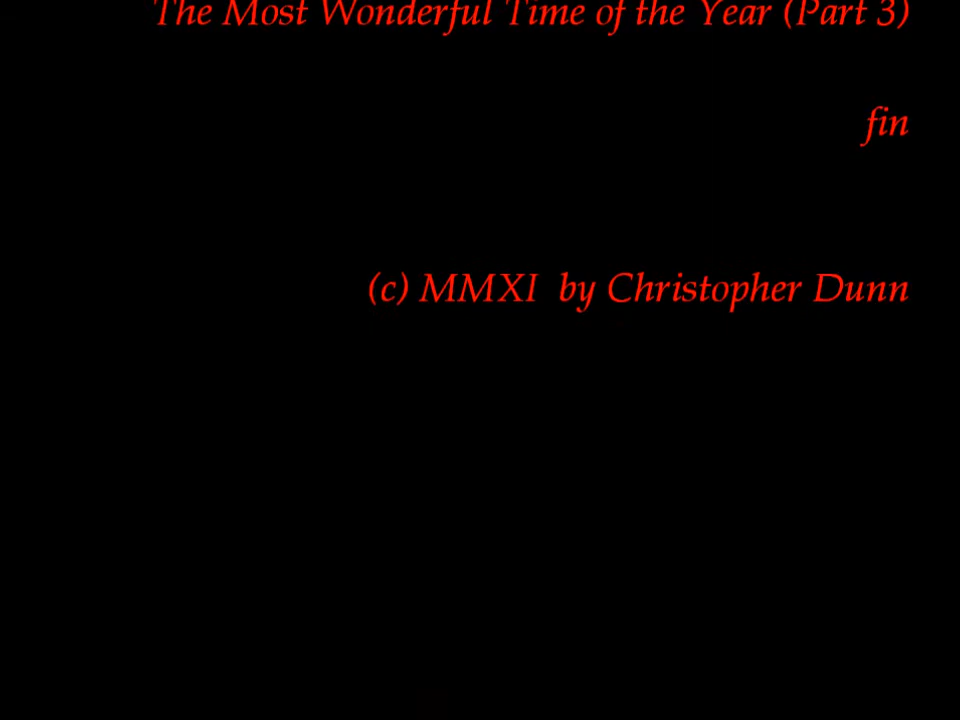 The Most Wonderful Time of the Year (Part 3)
fin
(c) MMXI  by Christopher Dunn